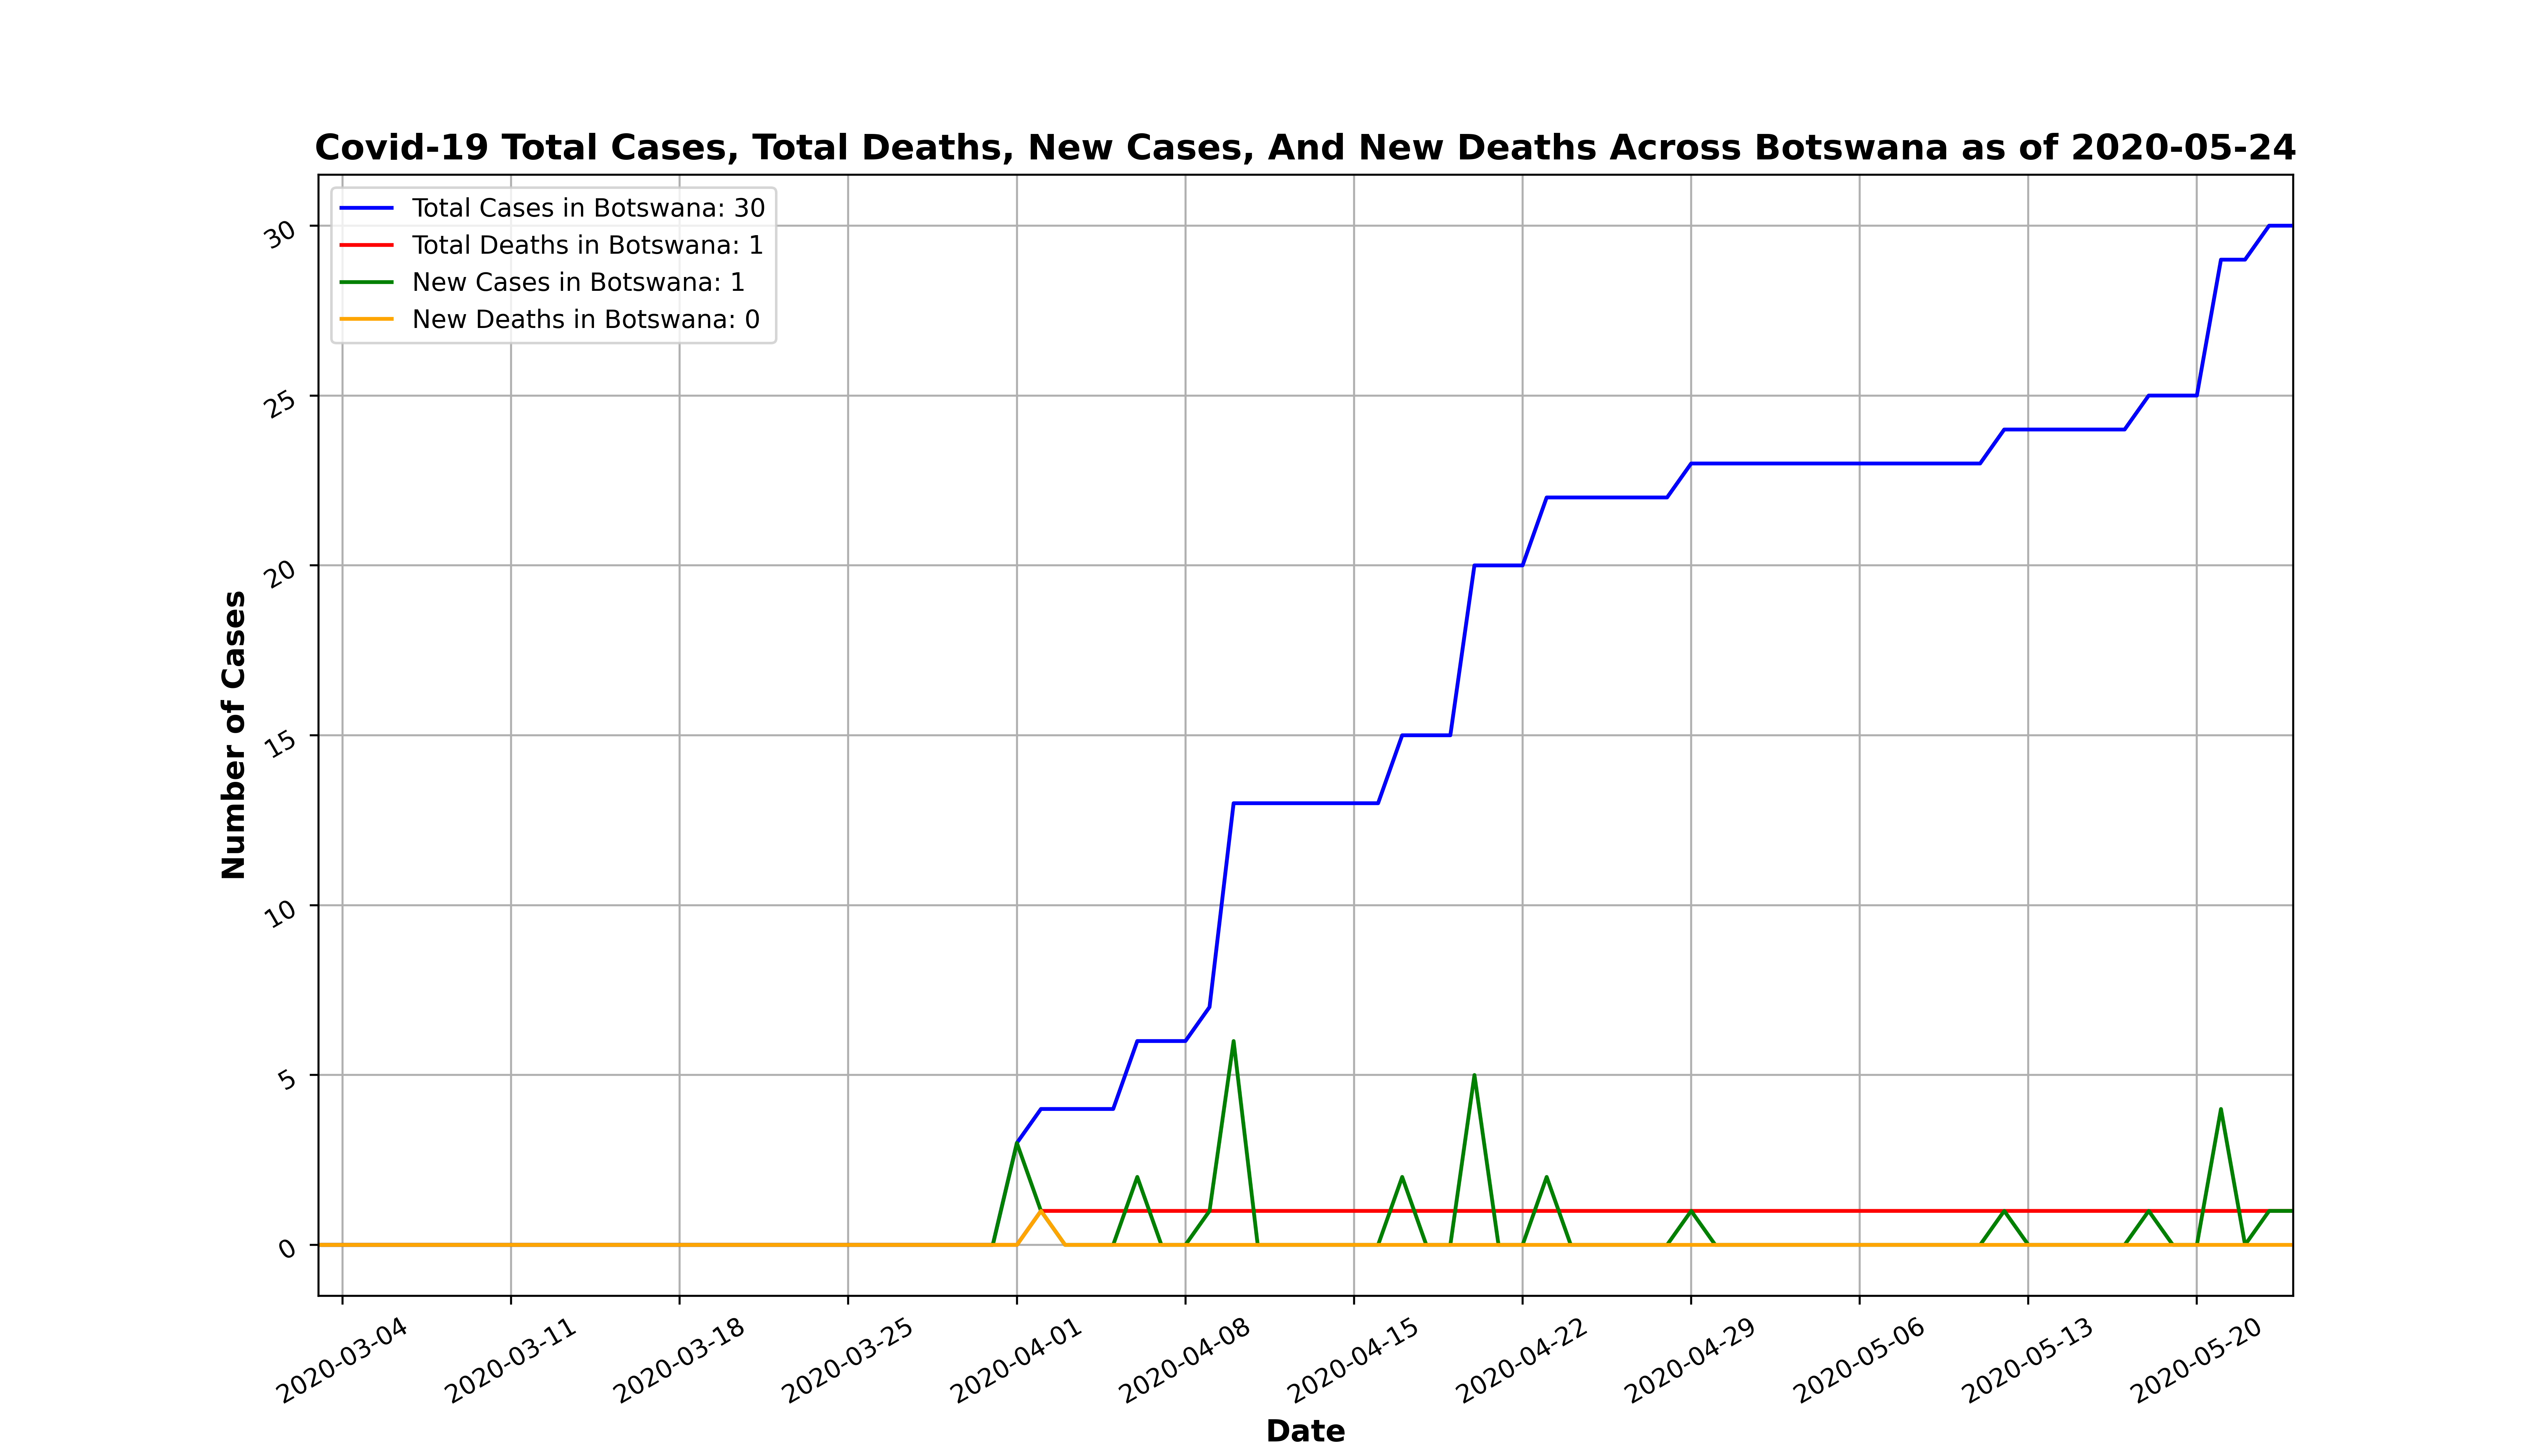 Covid-19 Total Cases, Total Deaths, New Cases, And New Deaths Across Botswana as of 2020-05-24
Total Cases in Botswana: 30
Total Deaths in Botswana: 1
New Cases in Botswana: 1
New Deaths in Botswana: 0
30
25
20
15
10
5
0
Number of Cases
2020-03-04
2020-03-11
2020-03-18
2020-03-25
2020-04-01
2020-04-08
2020-04-15
2020-04-22
2020-04-29
2020-05-06
2020-05-13
2020-05-20
Date